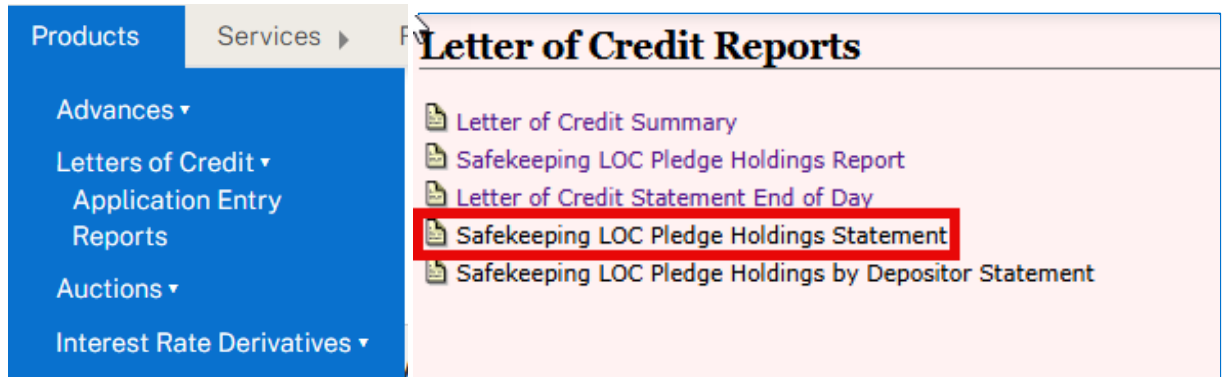 Products
Services ▸
Advances ▾
Letters of Credit ▾
Application Entry
Reports
Auctions ▾
Interest Rate Derivatives ▾
Letter of Credit Reports
Letter of Credit Summary
Safekeeping LOC Pledge Holdings Report
Letter of Credit Statement End of Day
Safekeeping LOC Pledge Holdings Statement
Safekeeping LOC Pledge Holdings by Depositor Statement